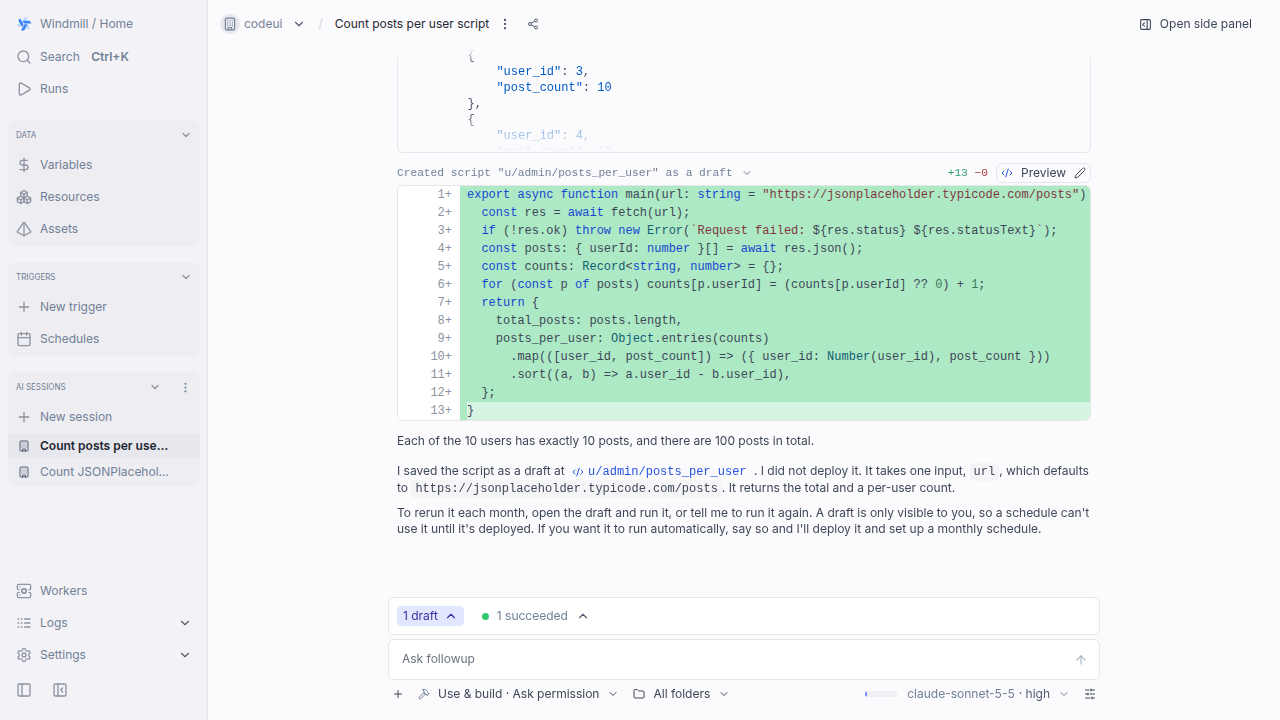 Windmill / Home
Search Ctrl+K
Runs
DATA
Variables
Resources
Assets
TRIGGERS
New trigger
Schedules
AI SESSIONS
New session
Count posts per use...
Count JSONPlacehol...
Workers
Logs
Settings
codeui / Count posts per user script
Open side panel
{
"user_id": 3,
"post_count": 10
},
{
"user_id": 4,
Created script "u/admin/posts_per_user" as a draft
+13 −0 Preview
1+ export async function main(url: string = "https://jsonplaceholder.typicode.com/posts")
2+ const res = await fetch(url);
3+ if (!res.ok) throw new Error(`Request failed: ${res.status} ${res.statusText}`);
4+ const posts: { userId: number }[] = await res.json();
5+ const counts: Record<string, number> = {};
6+ for (const p of posts) counts[p.userId] = (counts[p.userId] ?? 0) + 1;
7+ return {
8+ total_posts: posts.length,
9+ posts_per_user: Object.entries(counts)
10+ .map(([user_id, post_count]) => ({ user_id: Number(user_id), post_count }))
11+ .sort((a, b) => a.user_id - b.user_id),
12+ };
13+ }
Each of the 10 users has exactly 10 posts, and there are 100 posts in total.
I saved the script as a draft at u/admin/posts_per_user . I did not deploy it. It takes one input, url, which defaults
to https://jsonplaceholder.typicode.com/posts. It returns the total and a per-user count.
To rerun it each month, open the draft and run it, or tell me to run it again. A draft is only visible to you, so a schedule can't
use it until it's deployed. If you want it to run automatically, say so and I'll deploy it and set up a monthly schedule.
1 draft
1 succeeded
Ask followup
Use & build · Ask permission
All folders
claude-sonnet-5-5 · high